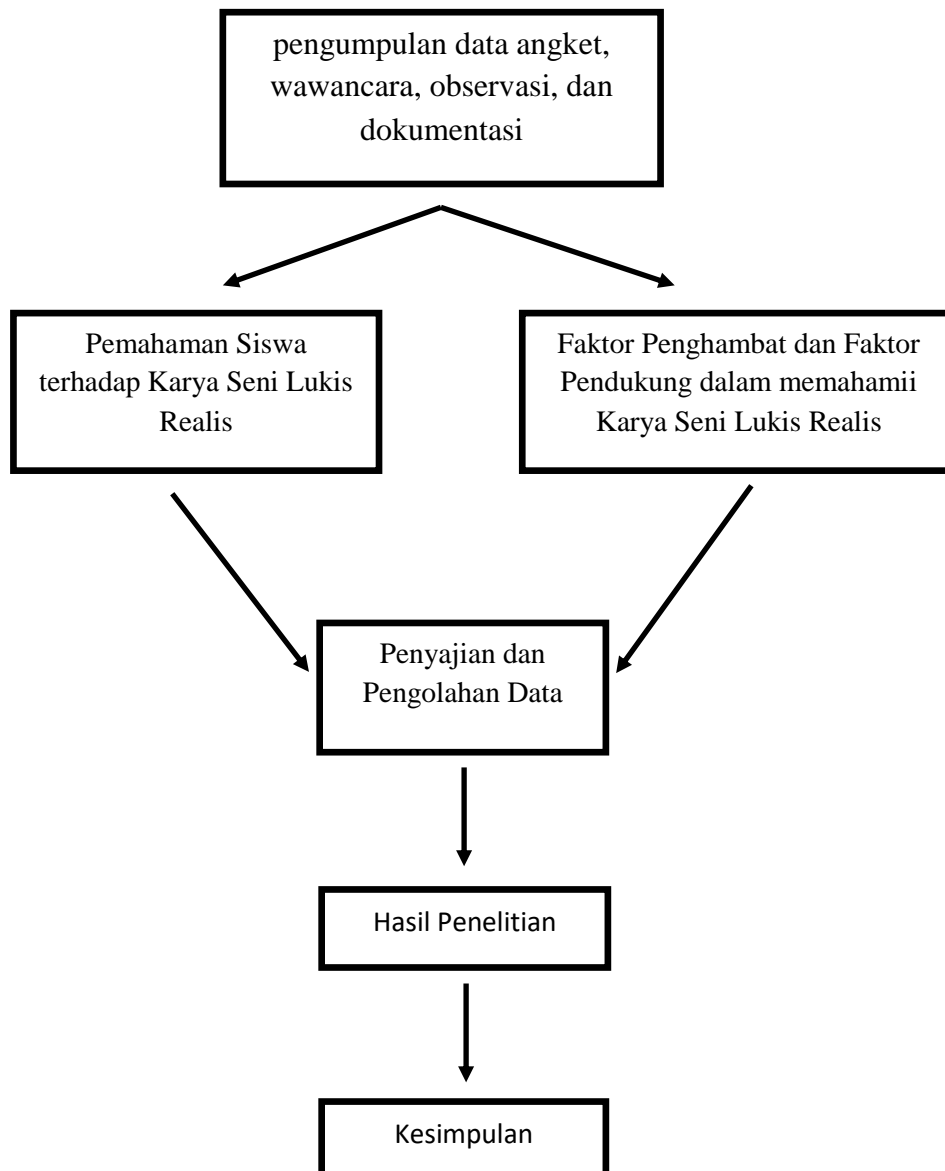 pengumpulan data angket,
wawancara, observasi, dan
dokumentasi
Pemahaman Siswa
terhadap Karya Seni Lukis
Realis
Faktor Penghambat dan Faktor
Pendukung dalam memahamii
Karya Seni Lukis Realis
Penyajian dan
Pengolahan Data
Hasil Penelitian
Kesimpulan